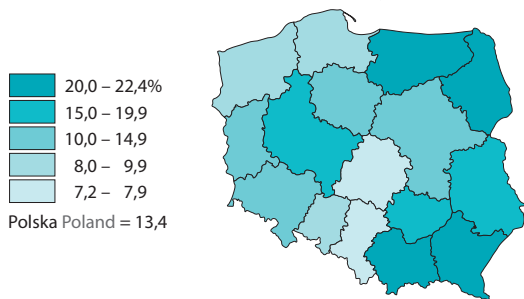 20,0 – 22,4%
15,0 – 19,9
10,0 – 14,9
8,0 – 9,9
7,2 – 7,9
Polska Poland = 13,4